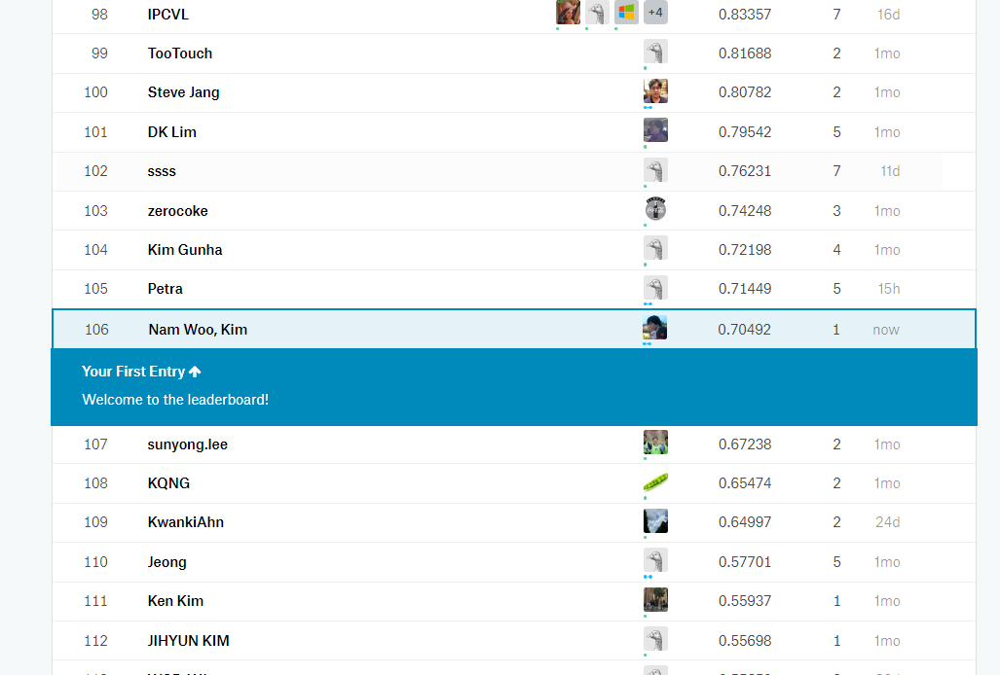 98 IPCVL +4 0.83357 7 16d
99 TooTouch 0.81688 2 1mo
100 Steve Jang 0.80782 2 1mo
101 DK Lim 0.79542 5 1mo
102 ssss 0.76231 7 11d
103 zerocoke 0.74248 3 1mo
104 Kim Gunha 0.72198 4 1mo
105 Petra 0.71449 5 15h
106 Nam Woo, Kim 0.70492 1 now
Your First Entry
Welcome to the leaderboard!
107 sunyong.lee 0.67238 2 1mo
108 KQNG 0.65474 2 1mo
109 KwankiAhn 0.64997 2 24d
110 Jeong 0.57701 5 1mo
111 Ken Kim 0.55937 1 1mo
112 JIHYUN KIM 0.55698 1 1mo